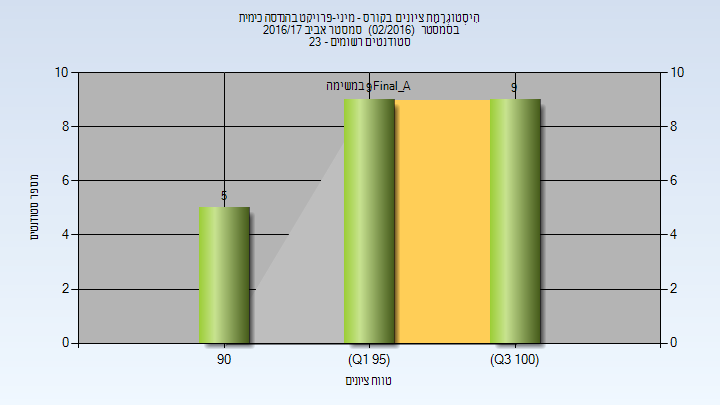 היסטוגרמת ציונים בקורס - מיני-פרויקט בהנדסה כימית
בסמסטר (02/2016) סמסטר אביב 2016/17
סטודנטים רשומים - 23
במשימה Final_A
10 10
8 8
6 6
4 4
2 2
0 0
5
9
9
מספר סטודנטים
90
(Q1 95)
(Q3 100)
טווח ציונים